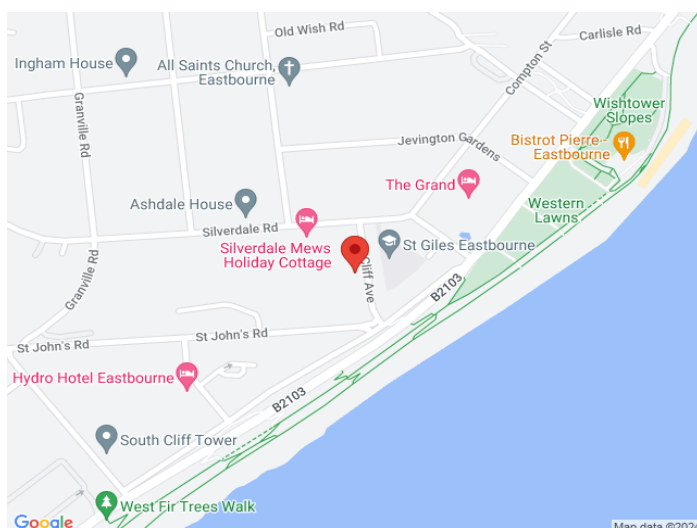 Old Wish Rd
Carlisle Rd
Ingham House
All Saints Church,
Eastbourne
Compton St
Granville Rd
Wishtower
Slopes
Jevington Gardens
Bistrot Pierre -
Eastbourne
The Grand
Ashdale House
Western
Lawns
Silverdale Rd
Silverdale Mews
Holiday Cottage
St Giles Eastbourne
Cliff Ave
Granville Rd
B2103
St John's Rd
St John's Rd
Hydro Hotel Eastbourne
B2103
South Cliff Tower
West Fir Trees Walk
Google